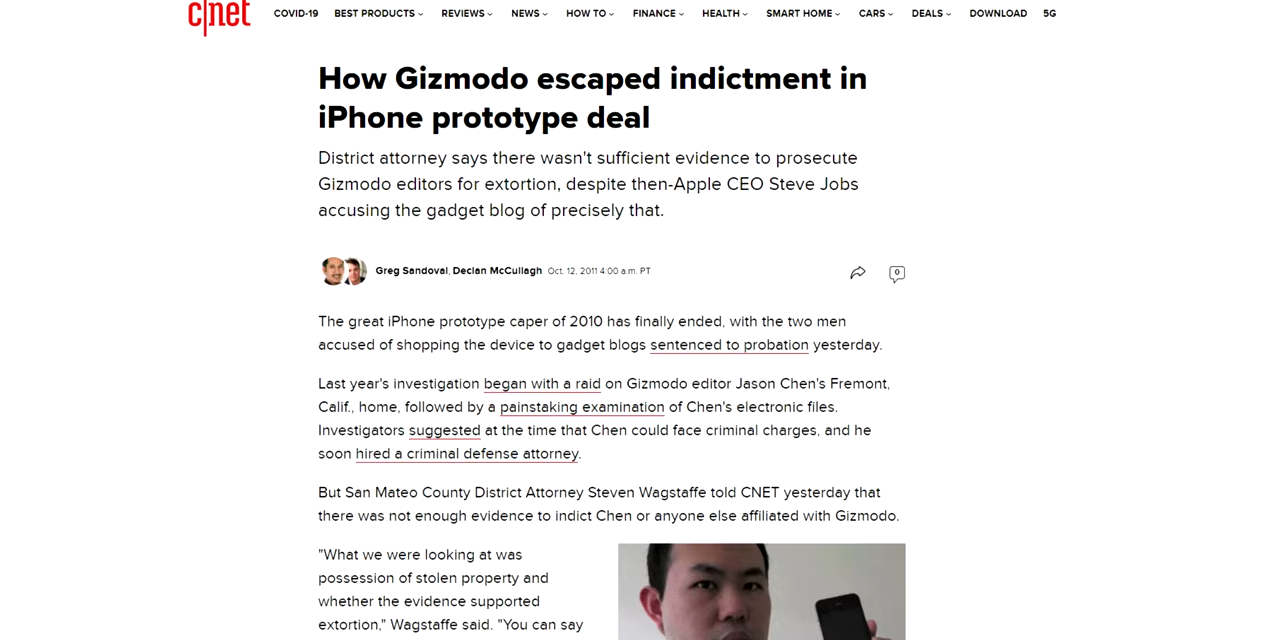 c|net
COVID-19 BEST PRODUCTS REVIEWS NEWS HOW TO FINANCE HEALTH SMART HOME CARS DEALS DOWNLOAD 5G
How Gizmodo escaped indictment in
iPhone prototype deal
District attorney says there wasn't sufficient evidence to prosecute
Gizmodo editors for extortion, despite then-Apple CEO Steve Jobs
accusing the gadget blog of precisely that.
Greg Sandoval, Declan McCullagh Oct. 12, 2011 4:00 a.m. PT
0
The great iPhone prototype caper of 2010 has finally ended, with the two men
accused of shopping the device to gadget blogs sentenced to probation yesterday.
Last year's investigation began with a raid on Gizmodo editor Jason Chen's Fremont,
Calif., home, followed by a painstaking examination of Chen's electronic files.
Investigators suggested at the time that Chen could face criminal charges, and he
soon hired a criminal defense attorney.
But San Mateo County District Attorney Steven Wagstaffe told CNET yesterday that
there was not enough evidence to indict Chen or anyone else affiliated with Gizmodo.
"What we were looking at was
possession of stolen property and
whether the evidence supported
extortion," Wagstaffe said. "You can say